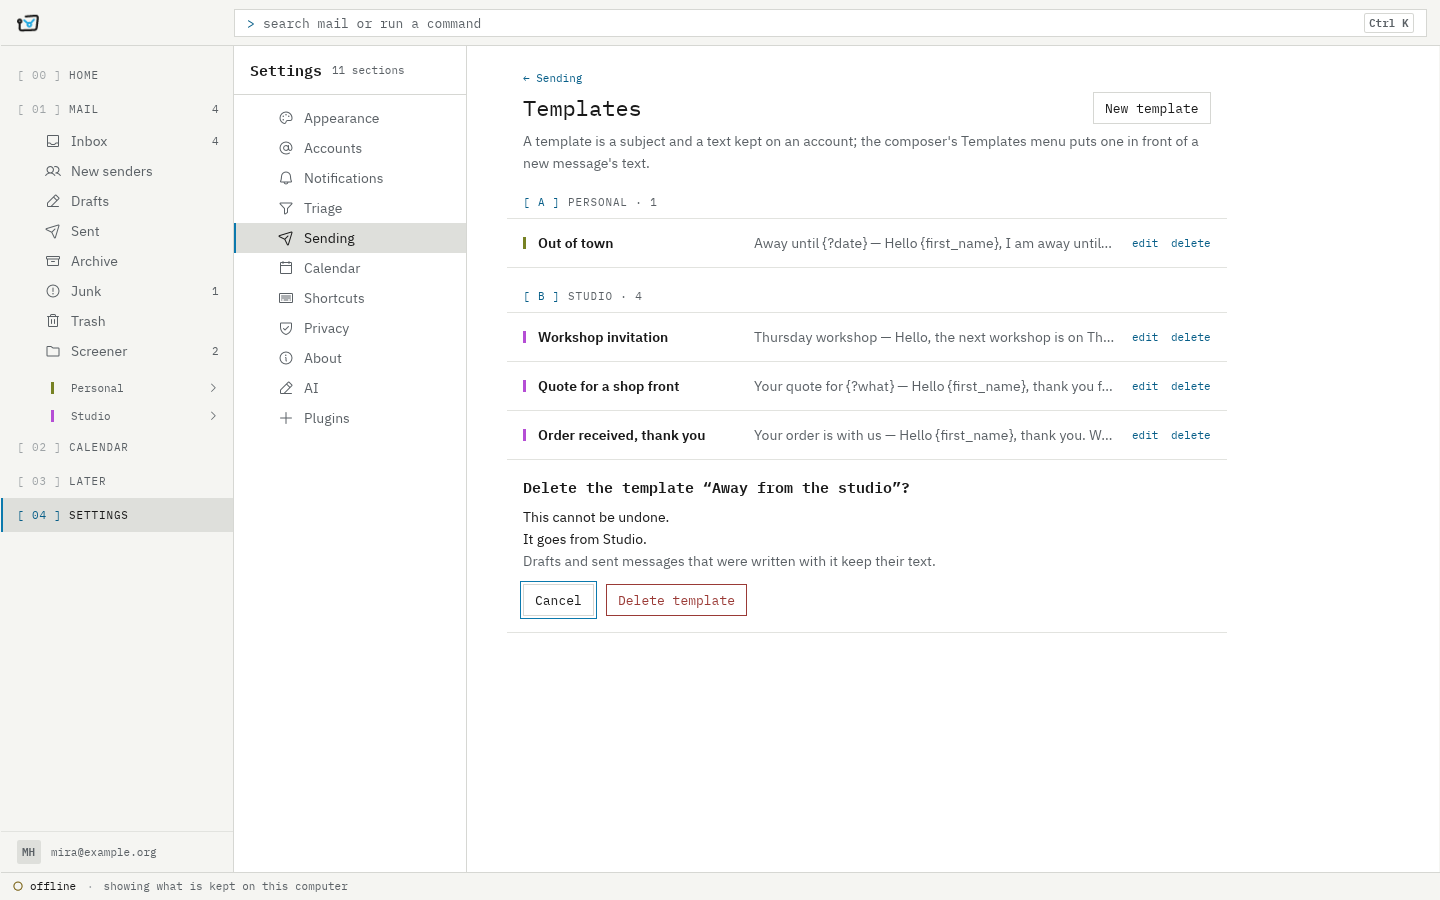 > search mail or run a command
Ctrl K
[ 00 ] HOME
[ 01 ] MAIL 4
Inbox 4
New senders
Drafts
Sent
Archive
Junk 1
Trash
Screener 2
Personal
Studio
[ 02 ] CALENDAR
[ 03 ] LATER
[ 04 ] SETTINGS
MH mira@example.org
Settings 11 sections
Appearance
Accounts
Notifications
Triage
Sending
Calendar
Shortcuts
Privacy
About
AI
Plugins
← Sending
Templates
New template
A template is a subject and a text kept on an account; the composer's Templates menu puts one in front of a
new message's text.
[ A ] PERSONAL · 1
Out of town Away until {?date} — Hello {first_name}, I am away until… edit delete
[ B ] STUDIO · 4
Workshop invitation Thursday workshop — Hello, the next workshop is on Th… edit delete
Quote for a shop front Your quote for {?what} — Hello {first_name}, thank you f… edit delete
Order received, thank you Your order is with us — Hello {first_name}, thank you. W… edit delete
Delete the template “Away from the studio”?
This cannot be undone.
It goes from Studio.
Drafts and sent messages that were written with it keep their text.
Cancel Delete template
offline · showing what is kept on this computer